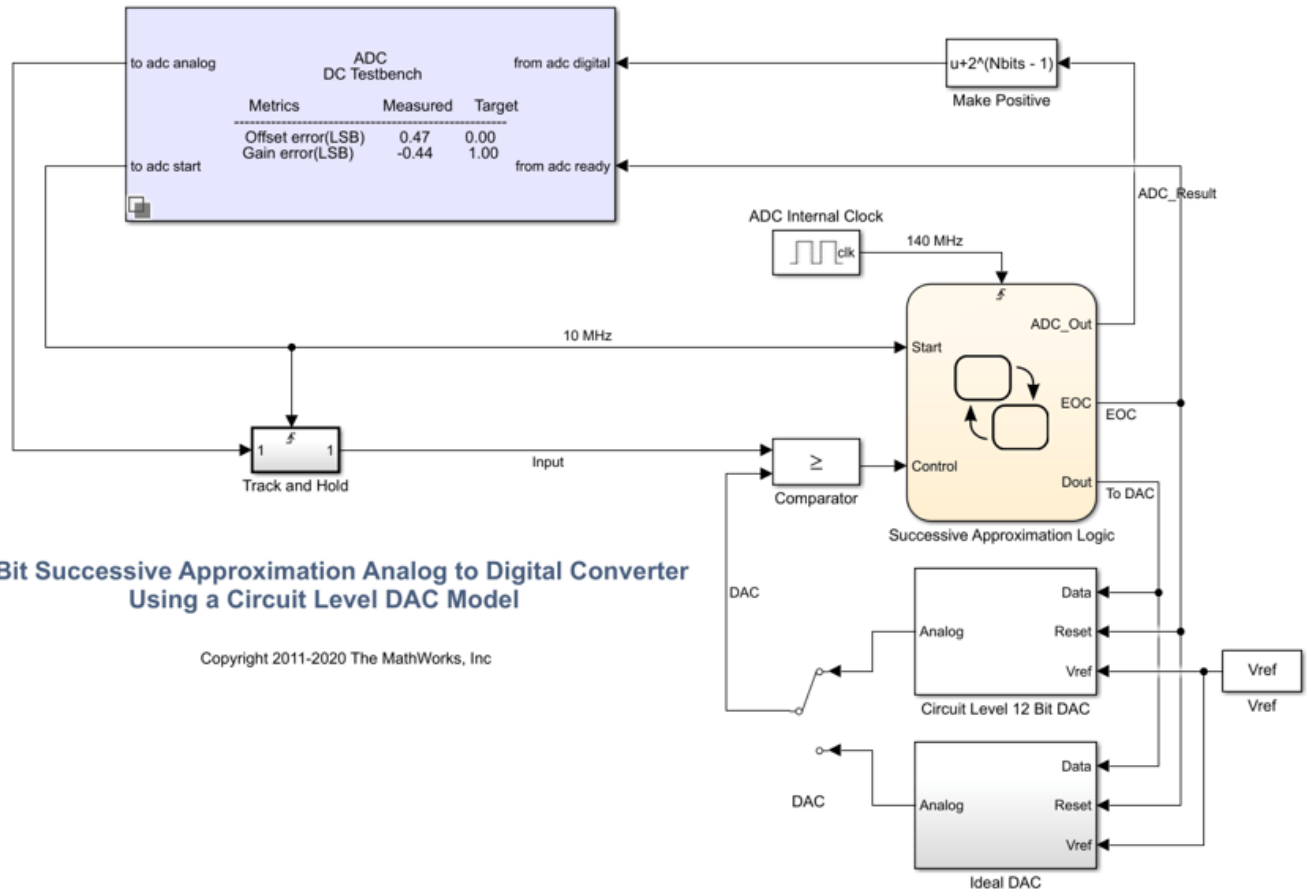 to adc analog
ADC
DC Testbench
from adc digital
Metrics Measured Target
Offset error(LSB) 0.47 0.00
Gain error(LSB) -0.44 1.00
to adc start
from adc ready
u+2^(Nbits - 1)
Make Positive
ADC_Result
ADC Internal Clock
clk
140 MHz
10 MHz
ADC_Out
Start
EOC
EOC
Control
Dout
To DAC
Successive Approximation Logic
1 1
Track and Hold
Input
≥
Comparator
Bit Successive Approximation Analog to Digital Converter
Using a Circuit Level DAC Model
Copyright 2011-2020 The MathWorks, Inc
DAC
Data
Analog
Reset
Vref
Circuit Level 12 Bit DAC
Vref
Vref
DAC
Data
Analog
Reset
Vref
Ideal DAC